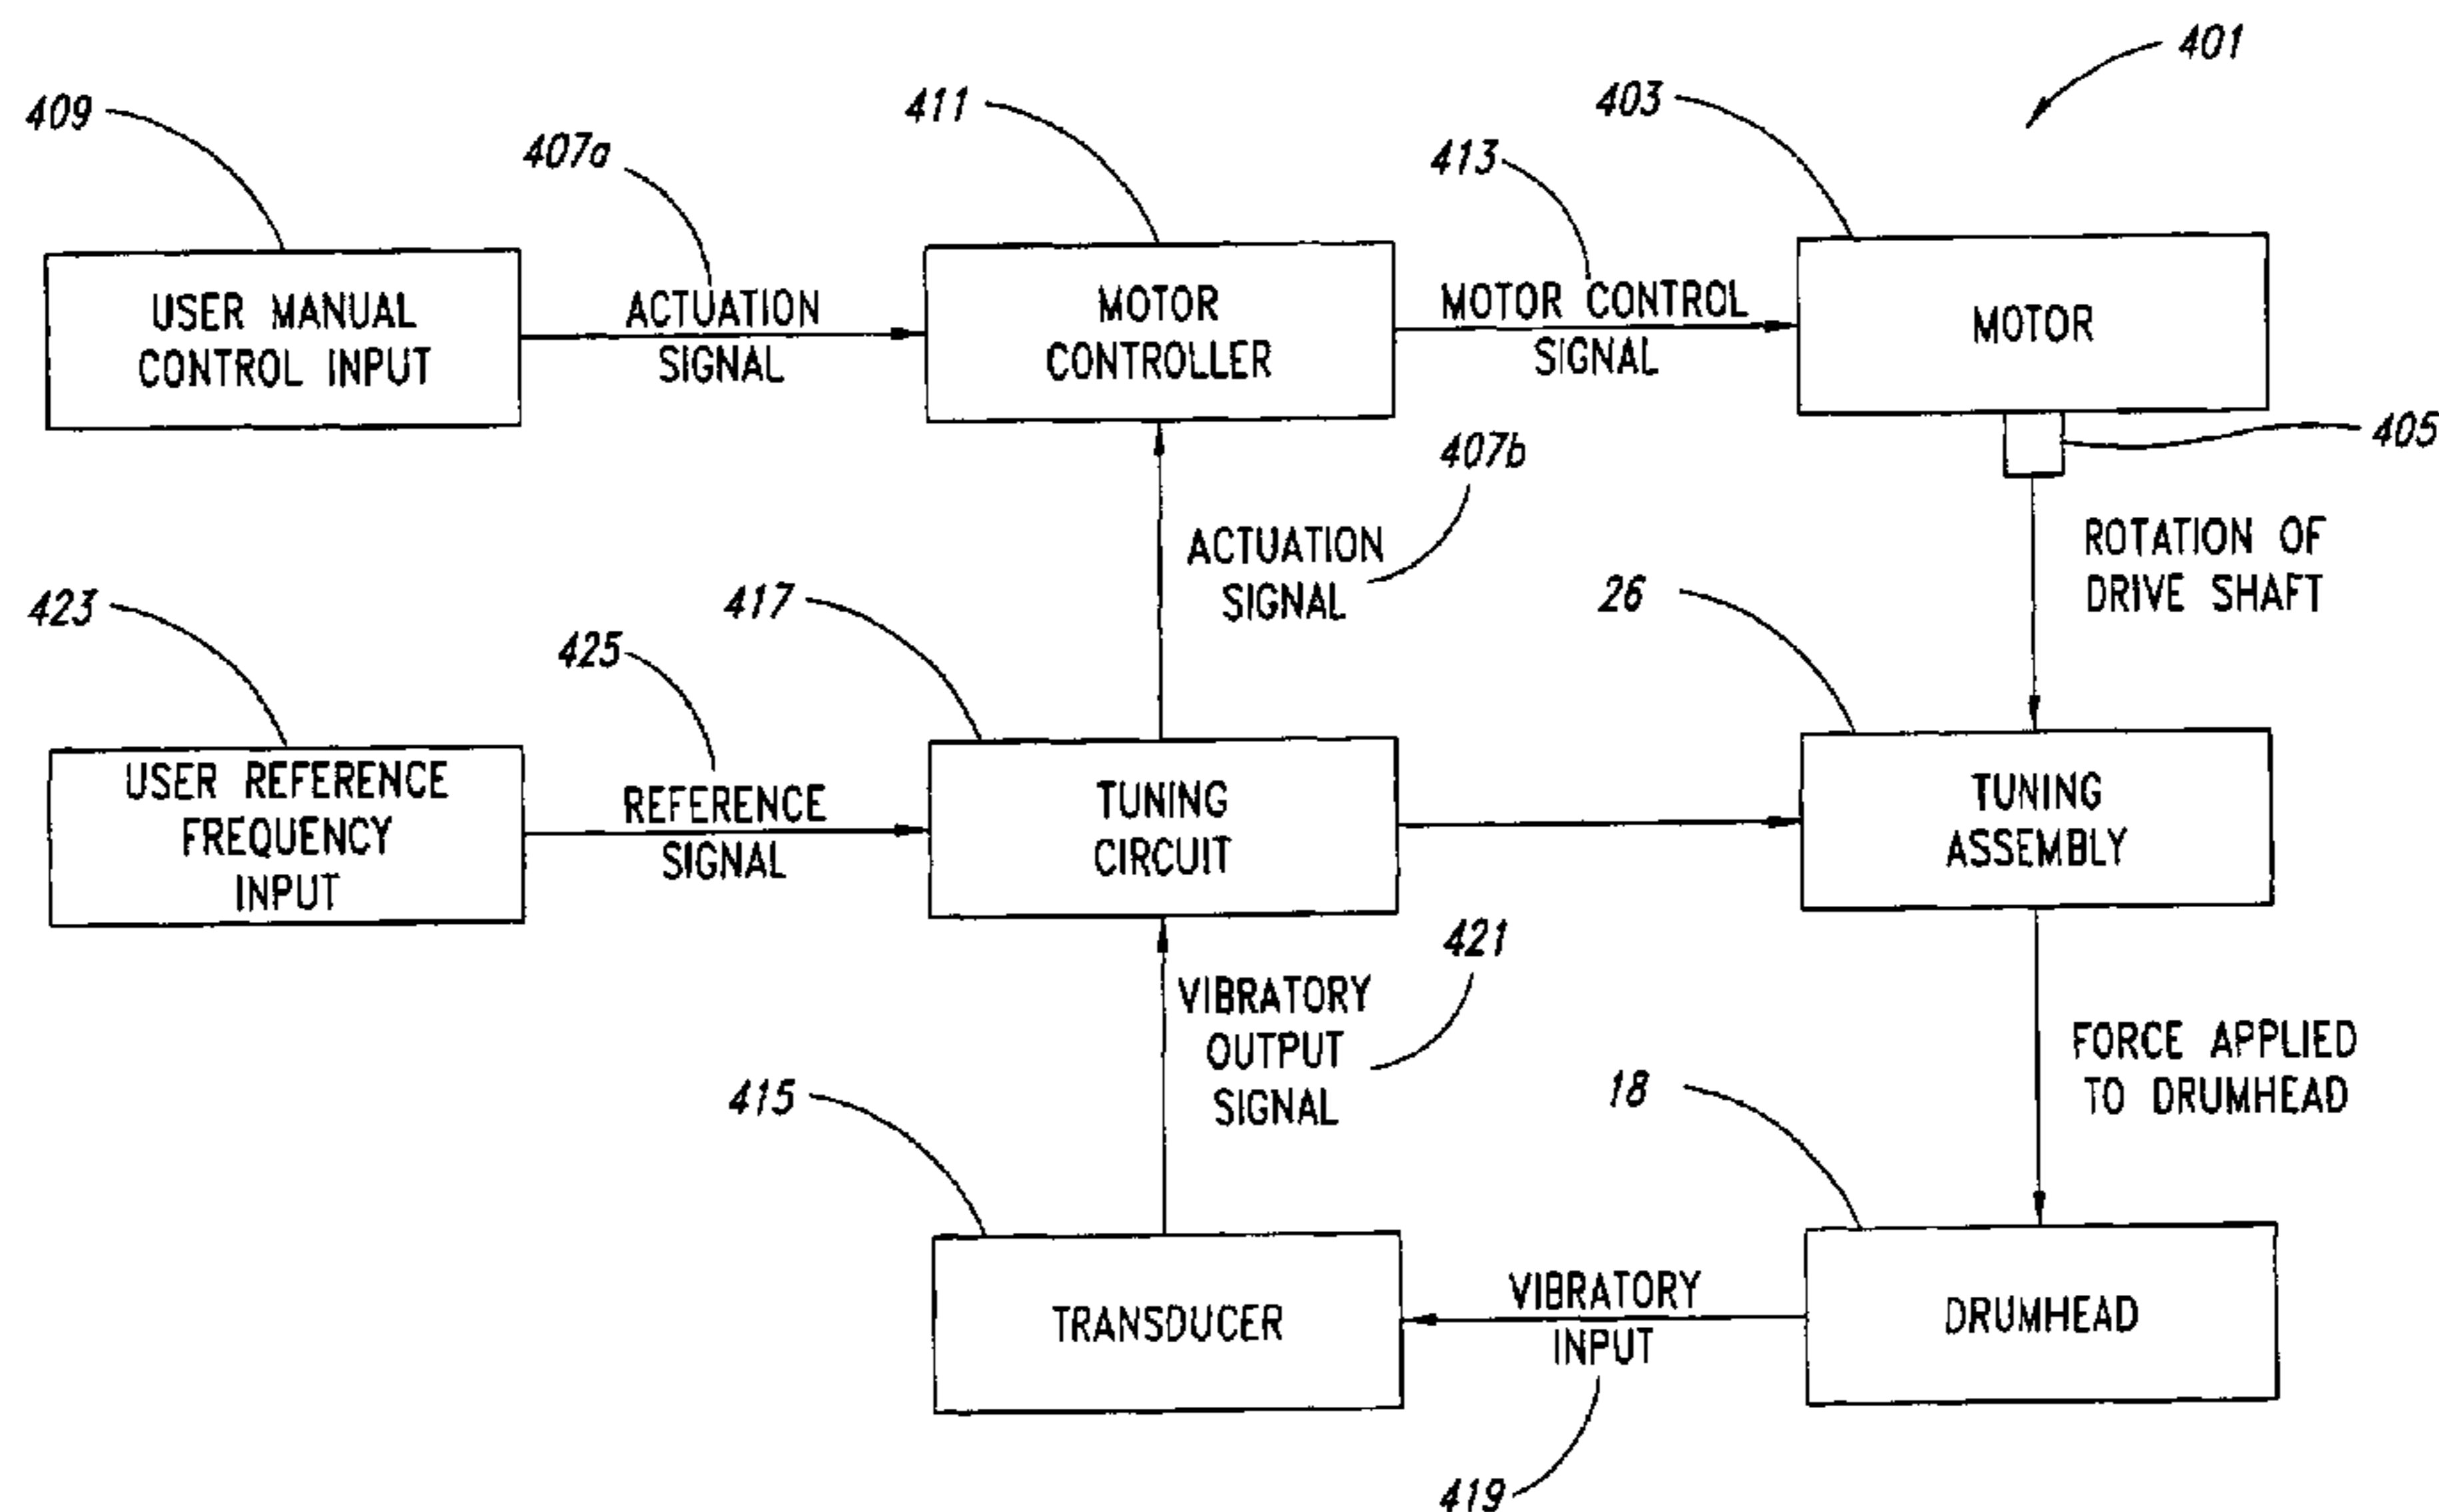 401
409
411
403
407a
413
USER MANUAL
CONTROL INPUT
ACTUATION
SIGNAL
MOTOR
CONTROLLER
MOTOR CONTROL
SIGNAL
MOTOR
405
407b
ACTUATION
SIGNAL
ROTATION OF
DRIVE SHAFT
423
425
417
26
USER REFERENCE
FREQUENCY
INPUT
REFERENCE
SIGNAL
TUNING
CIRCUIT
TUNING
ASSEMBLY
421
VIBRATORY
OUTPUT
SIGNAL
FORCE APPLIED
TO DRUMHEAD
415
18
TRANSDUCER
VIBRATORY
INPUT
DRUMHEAD
419